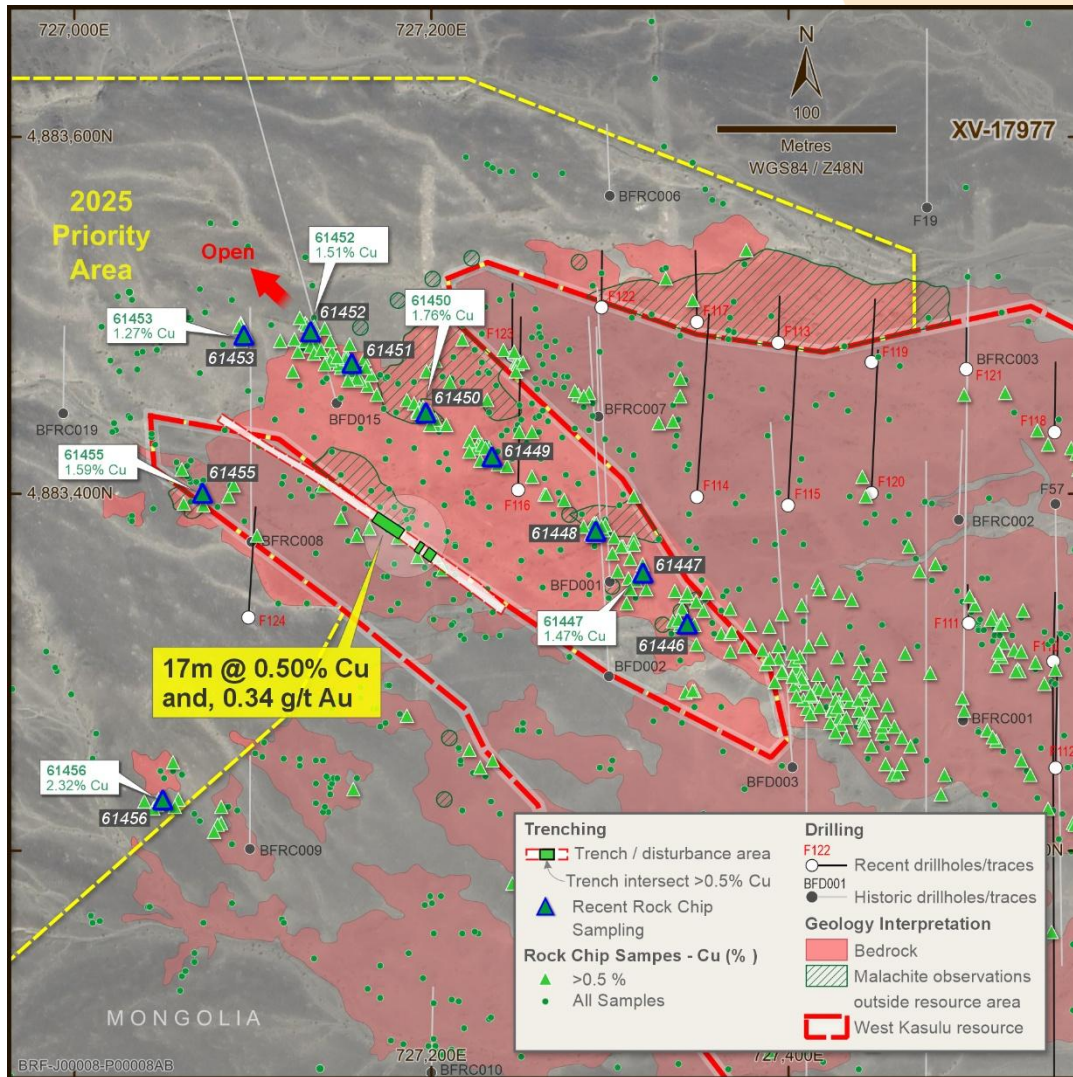 727,000E
727,200E
N
100
Metres
WGS84 / Z48N
XV-17977
4,883,600N
BFRC006
F19
2025
Priority
Area
Open
61452
1.51% Cu
61453
1.27% Cu
61450
1.76% Cu
61452
61453
61451
61450
F122
F117
F113
F123
F119
BFRC003
F121
BFRC019
BFD015
BFRC007
F118
61449
61455
1.59% Cu
61455
4,883,400N
F116
F114
F115
F120
F57
BFRC002
61448
BFRC008
BFD001
61447
F124
61447
1.47% Cu
61446
F111
BFD002
17m @ 0.50% Cu
and, 0.34 g/t Au
BFRC001
BFD003
F112
61456
2.32% Cu
61456
BFRC009
Trenching
Trench / disturbance area
Trench intersect >0.5% Cu
Recent Rock Chip
Sampling
Rock Chip Sampes - Cu (% )
>0.5 %
All Samples
Drilling
F122
Recent drillholes/traces
BFD001
Historic drillholes/traces
Geology Interpretation
Bedrock
Malachite observations
outside resource area
West Kasulu resource
MONGOLIA
BRF-J00008-P00008AB
727,200E
727,400E
BFRC010